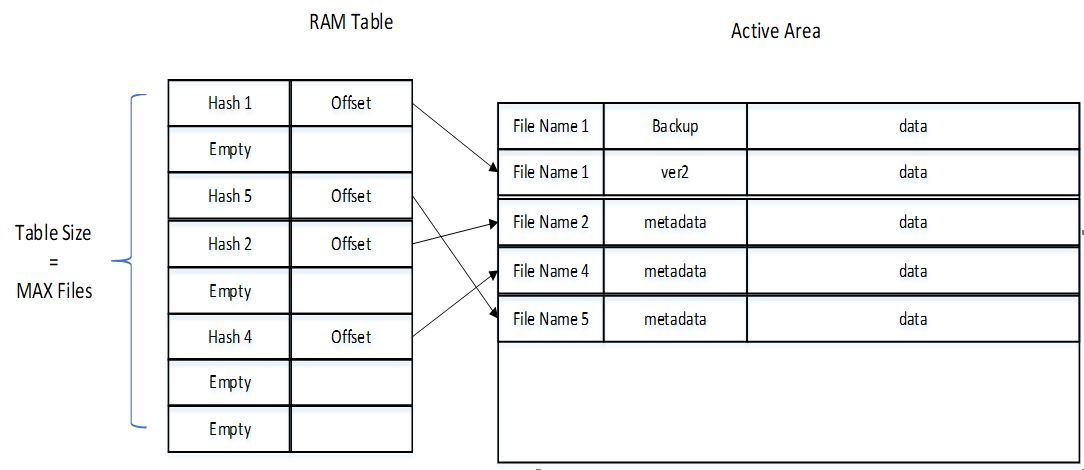 RAM Table
Active Area
Table Size
=
MAX Files
Hash 1 Offset
Empty
Hash 5 Offset
Hash 2 Offset
Empty
Hash 4 Offset
Empty
Empty
File Name 1 Backup data
File Name 1 ver2 data
File Name 2 metadata data
File Name 4 metadata data
File Name 5 metadata data